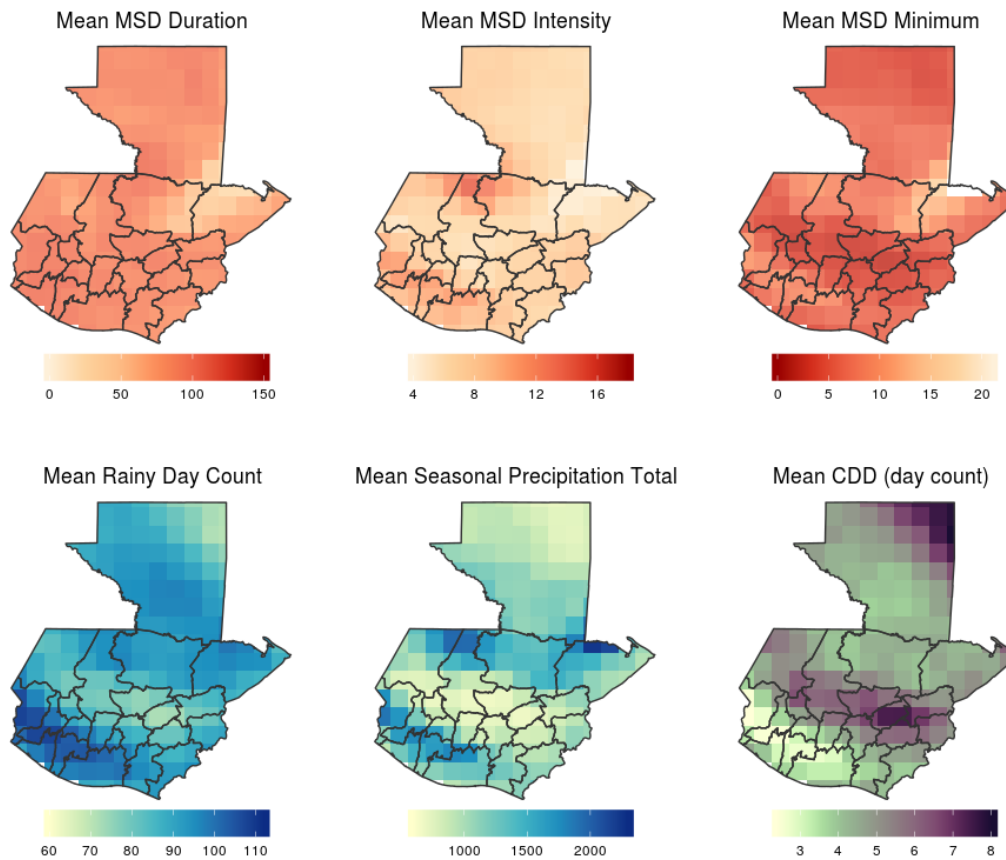 Mean MSD Duration
Mean MSD Intensity
Mean MSD Minimum
0 50 100 150
4 8 12 16
0 5 10 15 20
Mean Rainy Day Count
Mean Seasonal Precipitation Total
Mean CDD (day count)
60 70 80 90 100 110
1000 1500 2000
3 4 5 6 7 8